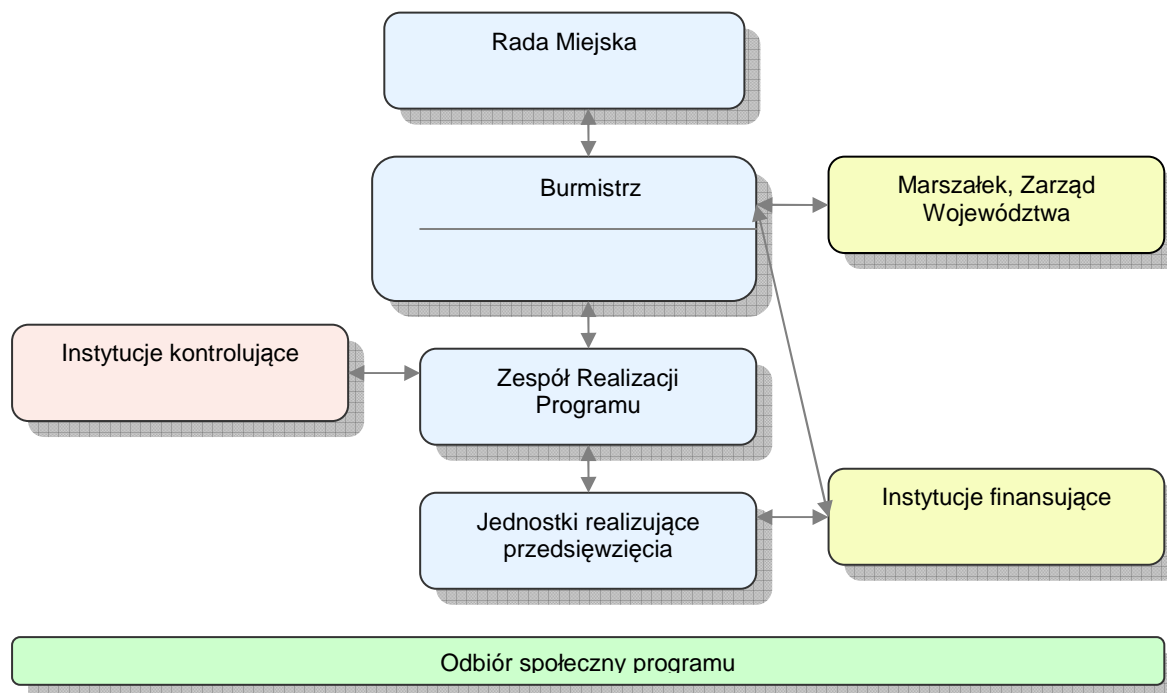 Rada Miejska
Burmistrz
Marszałek, Zarząd
Województwa
Instytucje kontrolujące
Zespół Realizacji
Programu
Instytucje finansujące
Jednostki realizujące
przedsięwzięcia
Odbiór społeczny programu